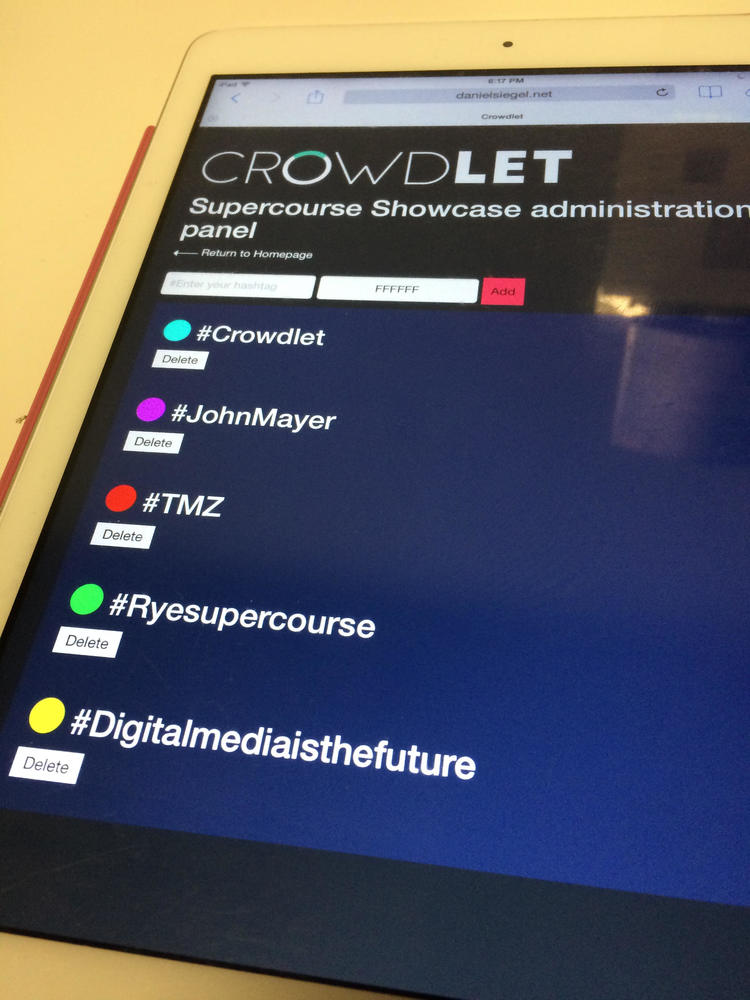 iPad 6:17 PM
danielsiegel.net
Crowdlet
CROWDLET
Supercourse Showcase administration
panel
Return to Homepage
#Enter your hashtag FFFFFF Add
#Crowdlet
Delete
#JohnMayer
Delete
#TMZ
Delete
#Ryesupercourse
Delete
#Digitalmediaisthefuture
Delete